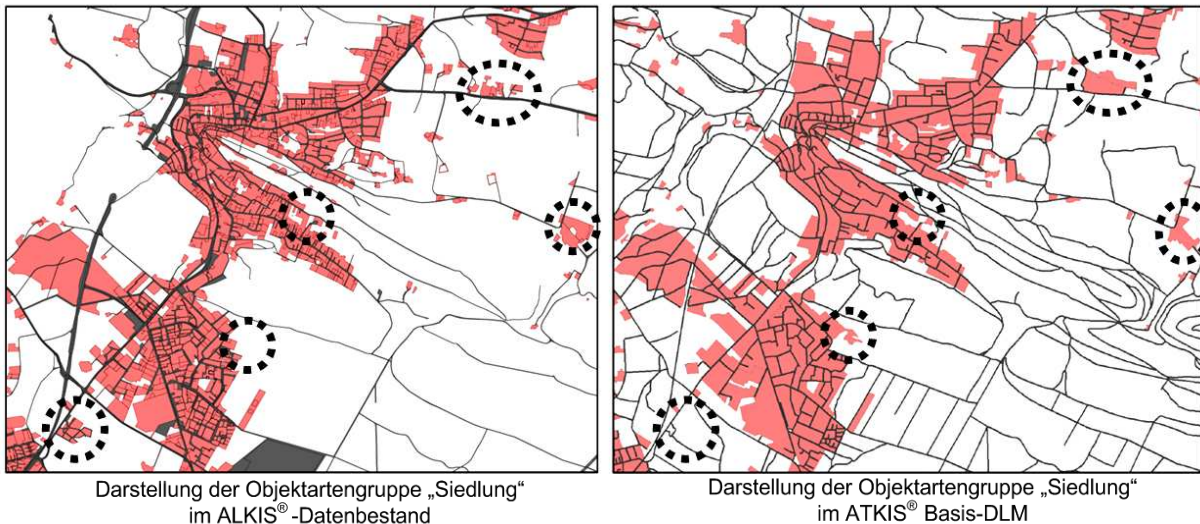 Darstellung der Objektartengruppe „Siedlung“
im ALKIS® -Datenbestand
Darstellung der Objektartengruppe „Siedlung“
im ATKIS® Basis-DLM